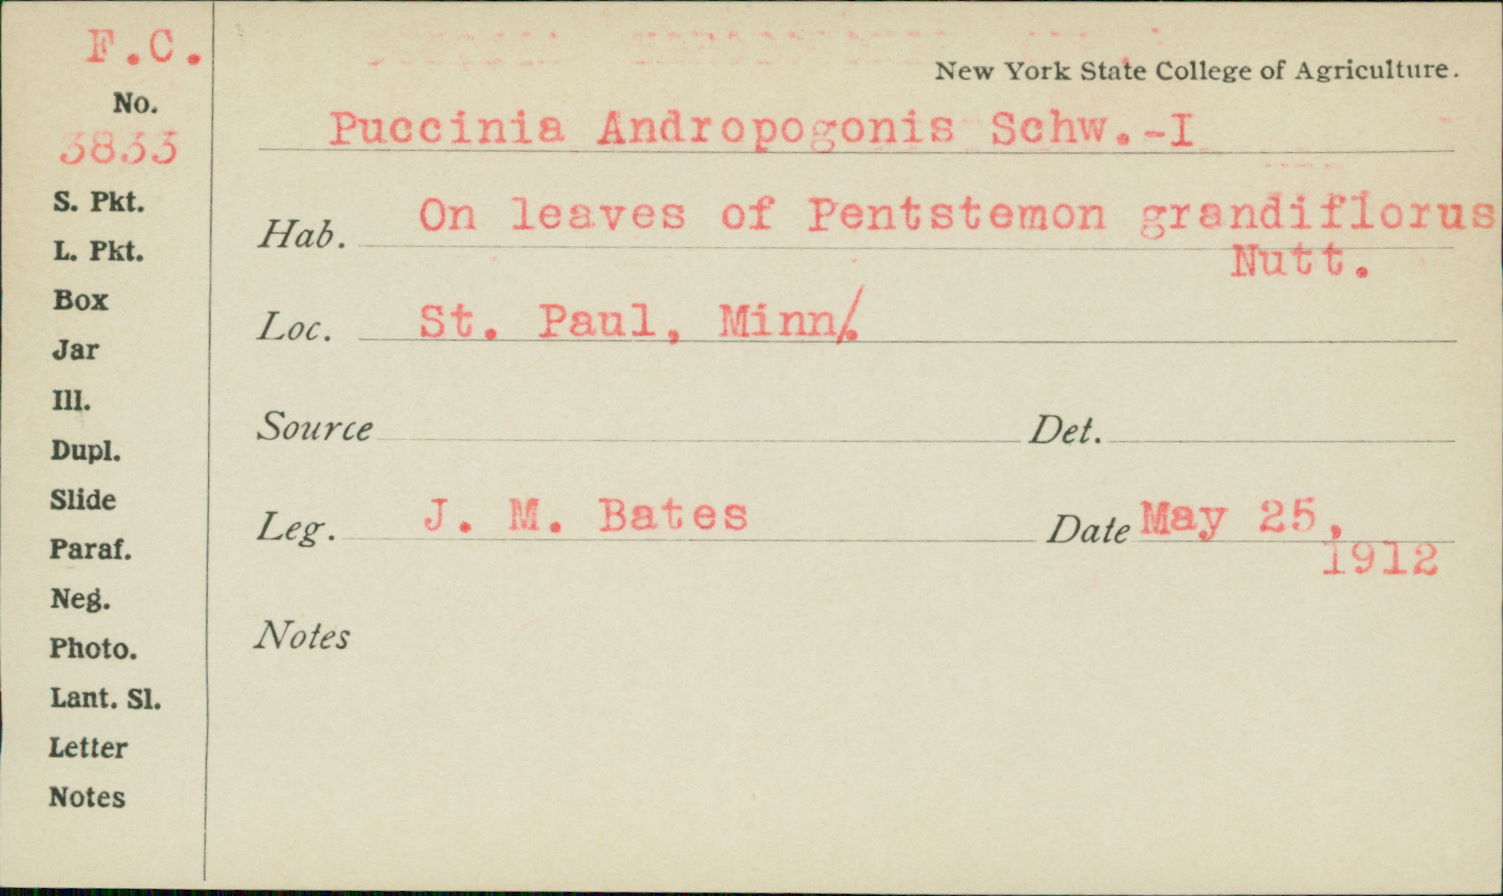 F.C.
No.
3833
S. Pkt.
L. Pkt.
Box
Jar
Ill.
Dupl.
Slide
Paraf.
Neg.
Photo.
Lant. Sl.
Letter
Notes
New York State College of Agriculture.
Puccinia Andropogonis Schw.-I
Hab. On leaves of Pentstemon grandiflorus
Nutt.
Loc. St. Paul, Minn/.
Source Det.
Leg. J. M. Bates Date May 25,
1912
Notes